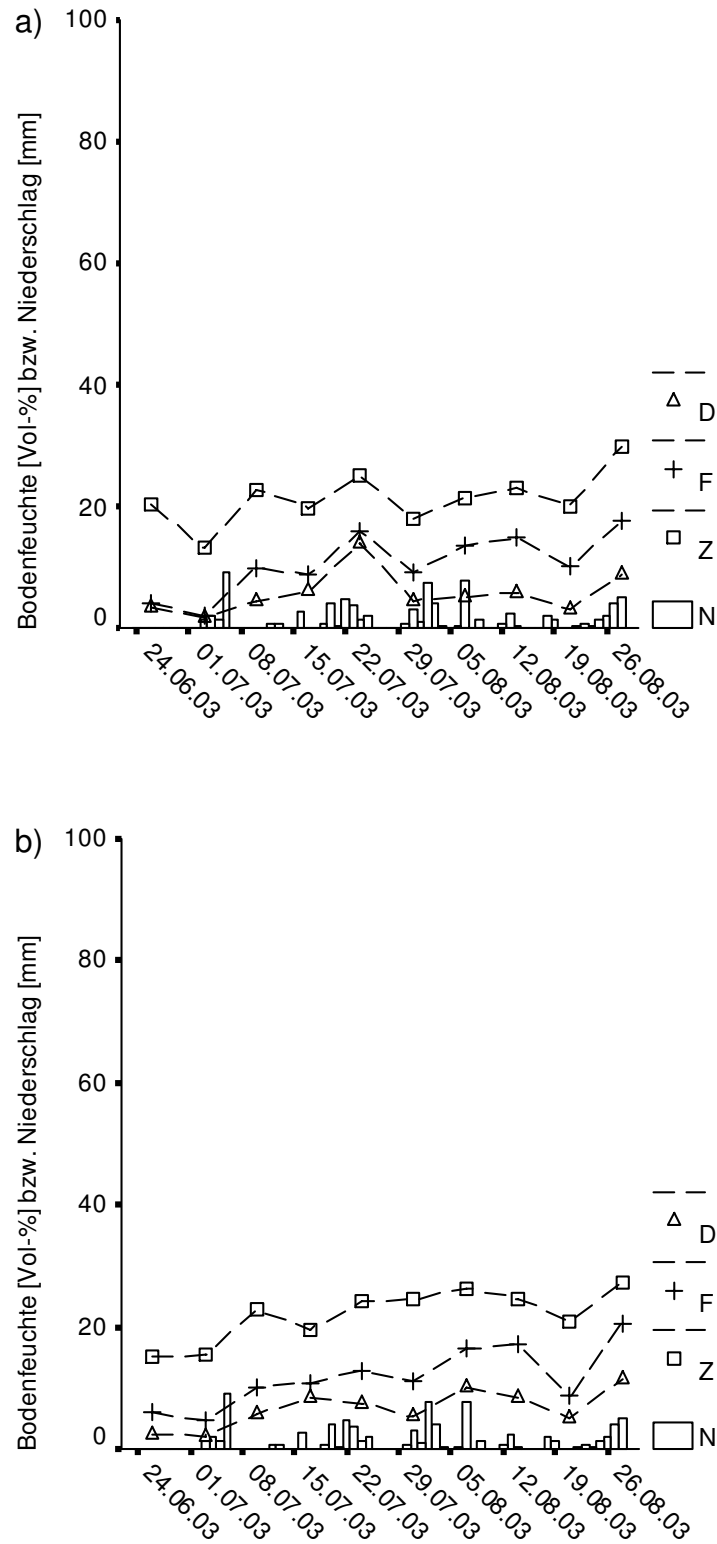 a)
Bodenfeuchte [Vol-%] bzw. Niederschlag [mm]
100
80
60
40
20
0
24.06.03
01.07.03
08.07.03
15.07.03
22.07.03
29.07.03
05.08.03
12.08.03
19.08.03
26.08.03
D
F
Z
N
b)
Bodenfeuchte [Vol-%] bzw. Niederschlag [mm]
100
80
60
40
20
0
24.06.03
01.07.03
08.07.03
15.07.03
22.07.03
29.07.03
05.08.03
12.08.03
19.08.03
26.08.03
D
F
Z
N